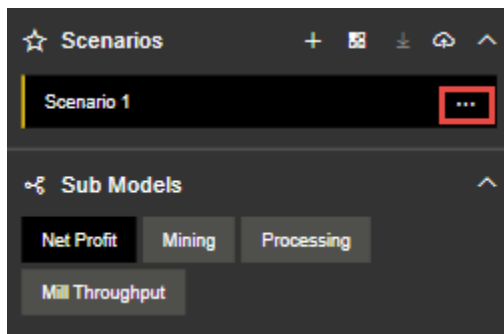 Scenarios
Scenario 1
Sub Models
Net Profit Mining Processing
Mill Throughput